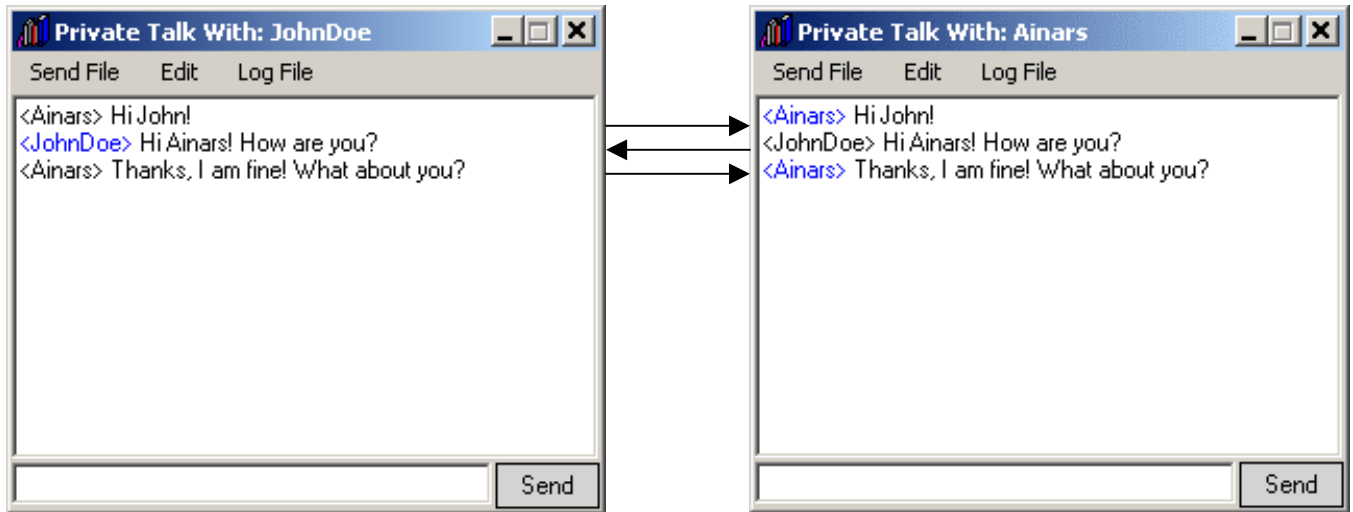 Private Talk With: JohnDoe
Send File Edit Log File
<Ainars> Hi John!
<JohnDoe> Hi Ainars! How are you?
<Ainars> Thanks, I am fine! What about you?
Send
Private Talk With: Ainars
Send File Edit Log File
<Ainars> Hi John!
<JohnDoe> Hi Ainars! How are you?
<Ainars> Thanks, I am fine! What about you?
Send